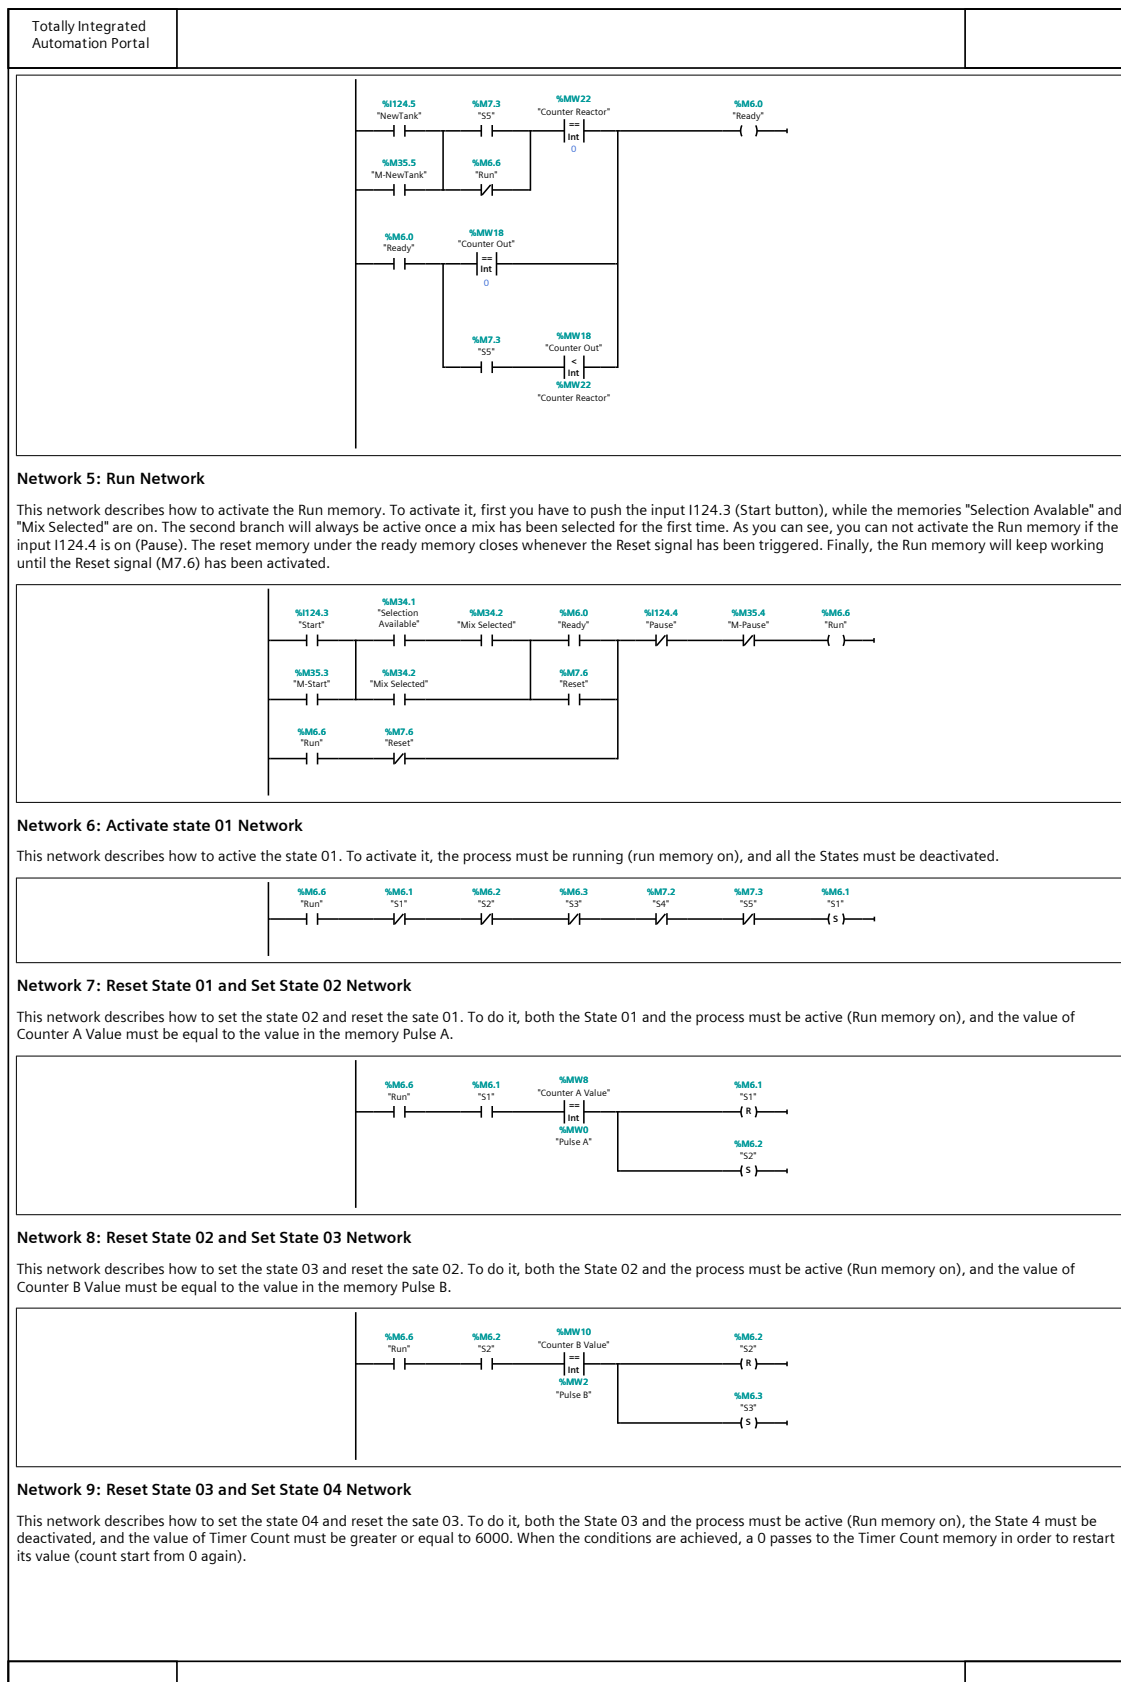 Totally Integrated
Automation Portal
%I124.5 %M7.3 %MW22 %M6.0
"NewTank" "S5" "Counter Reactor" "Ready"
==
Int
0
%M35.5 %M6.6
"M-NewTank" "Run"
%M6.0 %MW18
"Ready" "Counter Out"
==
Int
0
%M7.3 %MW18
"S5" "Counter Out"
<
Int
%MW22
"Counter Reactor"
Network 5: Run Network
This network describes how to activate the Run memory. To activate it, first you have to push the input I124.3 (Start button), while the memories "Selection Avalable" and
"Mix Selected" are on. The second branch will always be active once a mix has been selected for the first time. As you can see, you can not activate the Run memory if the
input I124.4 is on (Pause). The reset memory under the ready memory closes whenever the Reset signal has been triggered. Finally, the Run memory will keep working
until the Reset signal (M7.6) has been activated.
%I124.3 %M34.1 %M34.2 %M6.0 %I124.4 %M35.4 %M6.6
"Start" "Selection Available" "Mix Selected" "Ready" "Pause" "M-Pause" "Run"
%M35.3 %M34.2 %M7.6
"M-Start" "Mix Selected" "Reset"
%M6.6 %M7.6
"Run" "Reset"
Network 6: Activate state 01 Network
This network describes how to active the state 01. To activate it, the process must be running (run memory on), and all the States must be deactivated.
%M6.6 %M6.1 %M6.2 %M6.3 %M7.2 %M7.3 %M6.1
"Run" "S1" "S2" "S3" "S4" "S5" "S1"
S
Network 7: Reset State 01 and Set State 02 Network
This network describes how to set the state 02 and reset the sate 01. To do it, both the State 01 and the process must be active (Run memory on), and the value of
Counter A Value must be equal to the value in the memory Pulse A.
%M6.6 %M6.1 %MW8 %M6.1
"Run" "S1" "Counter A Value" "S1"
== R
Int
%MW0
"Pulse A"
%M6.2
"S2"
S
Network 8: Reset State 02 and Set State 03 Network
This network describes how to set the state 03 and reset the sate 02. To do it, both the State 02 and the process must be active (Run memory on), and the value of
Counter B Value must be equal to the value in the memory Pulse B.
%M6.6 %M6.2 %MW10 %M6.2
"Run" "S2" "Counter B Value" "S2"
== R
Int
%MW2
"Pulse B"
%M6.3
"S3"
S
Network 9: Reset State 03 and Set State 04 Network
This network describes how to set the state 04 and reset the sate 03. To do it, both the State 03 and the process must be active (Run memory on), the State 4 must be
deactivated, and the value of Timer Count must be greater or equal to 6000. When the conditions are achieved, a 0 passes to the Timer Count memory in order to restart
its value (count start from 0 again).